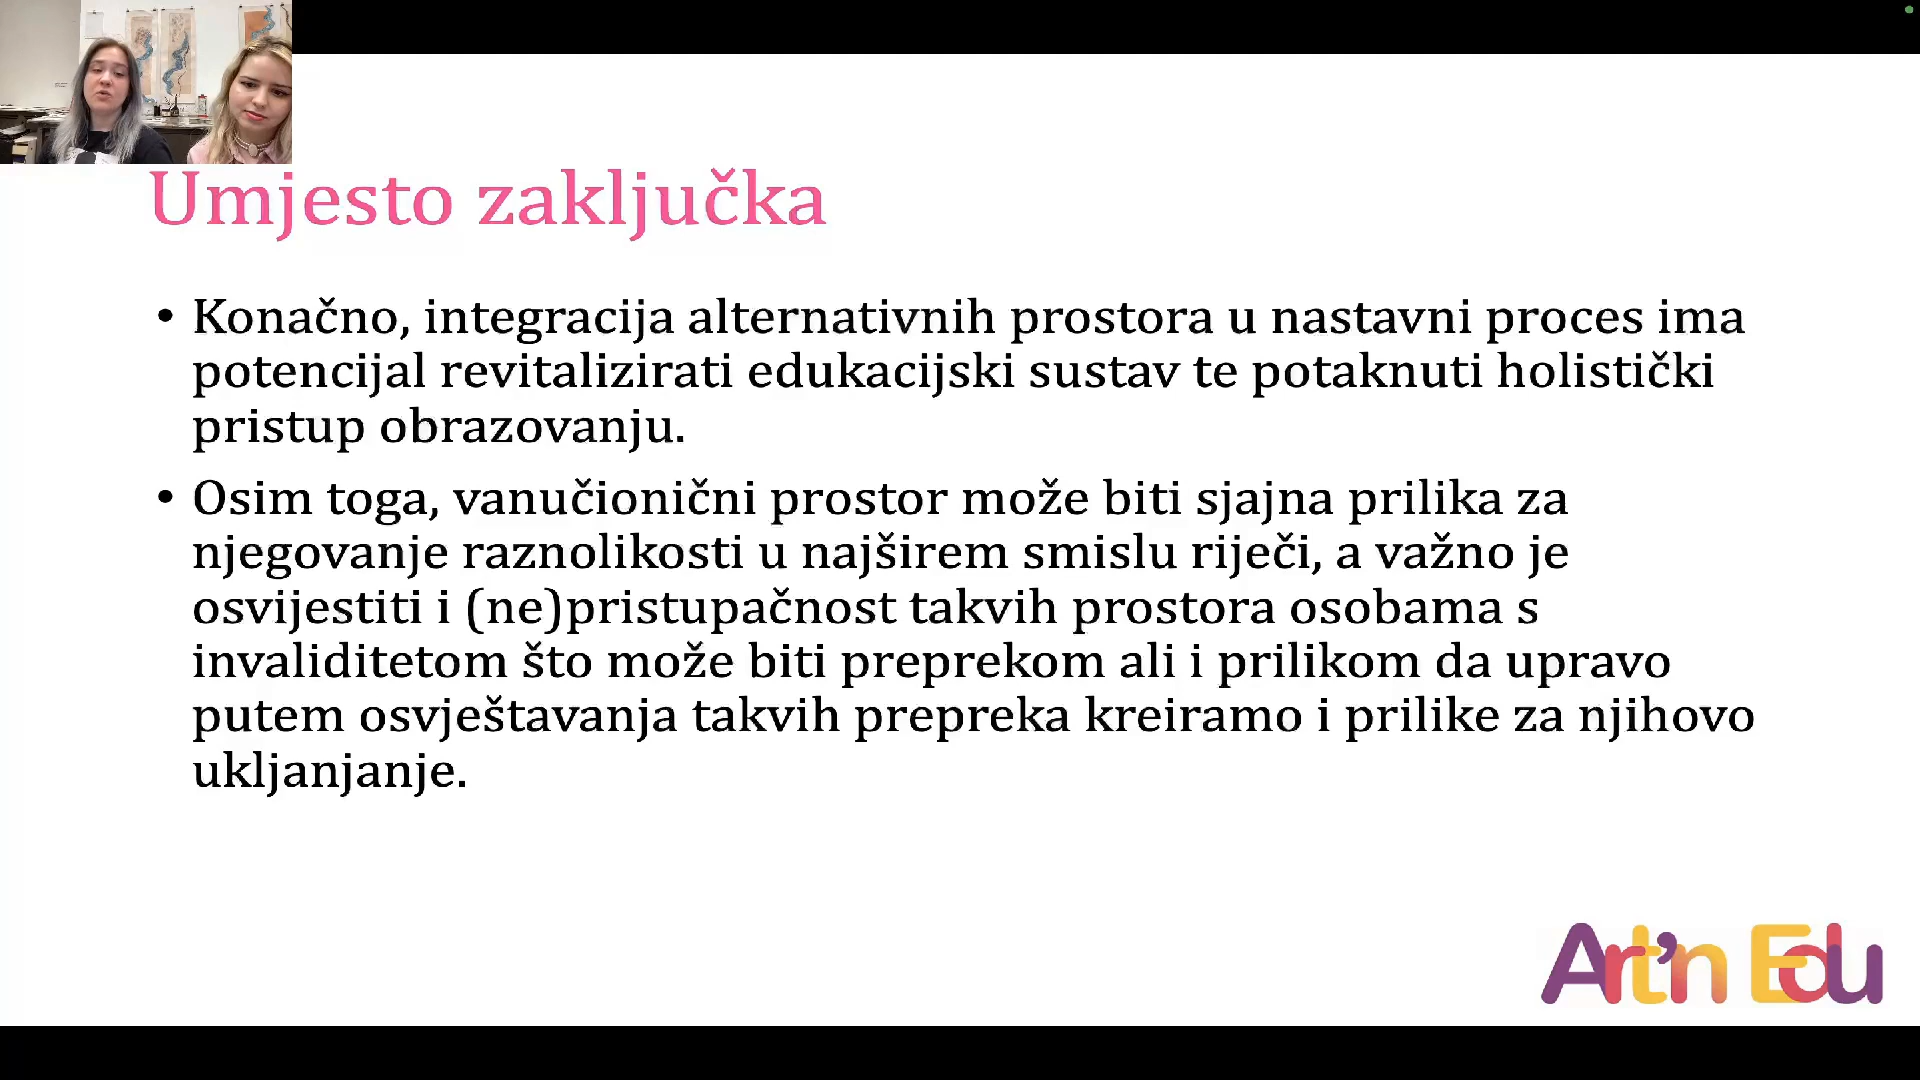 Umjesto zaključka
• Konačno, integracija alternativnih prostora u nastavni proces ima
potencijal revitalizirati edukacijski sustav te potaknuti holistički
pristup obrazovanju.
• Osim toga, vanučionični prostor može biti sjajna prilika za
njegovanje raznolikosti u najširem smislu riječi, a važno je
osvijestiti i (ne)pristupačnost takvih prostora osobama s
invaliditetom što može biti preprekom ali i prilikom da upravo
putem osvještavanja takvih prepreka kreiramo i prilike za njihovo
ukljanjanje.
Art'n Edu